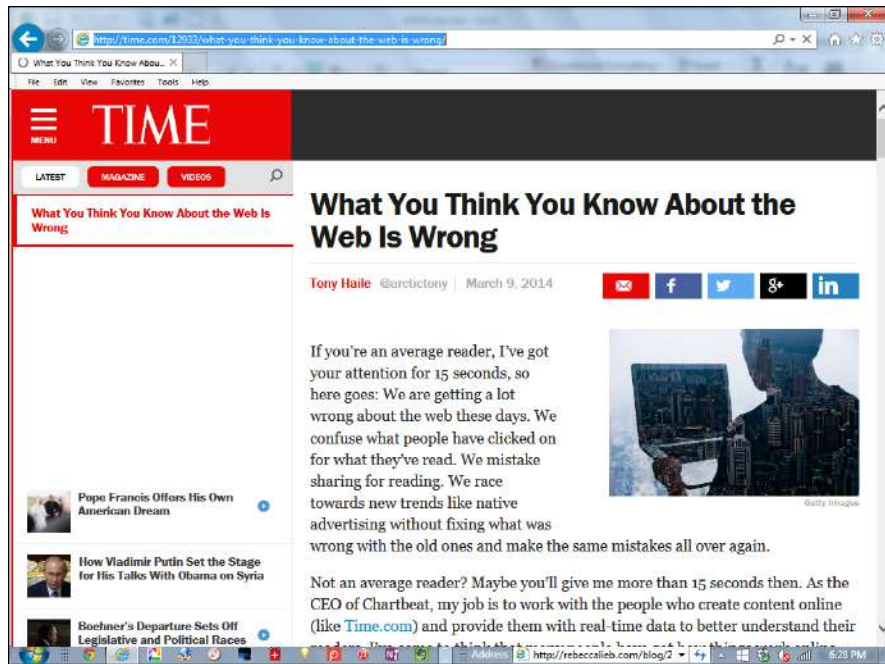 http://time.com/12933/what-you-think-you-know-about-the-web-is-wrong/
What You Think You Know Abou...
File Edit View Favorites Tools Help
MENU
TIME
LATEST
MAGAZINE
VIDEOS
What You Think You Know About the Web Is
Wrong
Pope Francis Offers His Own
American Dream
How Vladimir Putin Set the Stage
for His Talks With Obama on Syria
Boehner's Departure Sets Off
Legislative and Political Races
What You Think You Know About the
Web Is Wrong
Tony Haile @arctictony March 9, 2014
f
g+
in
Getty Images
If you're an average reader, I've got
your attention for 15 seconds, so
here goes: We are getting a lot
wrong about the web these days. We
confuse what people have clicked on
for what they've read. We mistake
sharing for reading. We race
towards new trends like native
advertising without fixing what was
wrong with the old ones and make the same mistakes all over again.
Not an average reader? Maybe you'll give me more than 15 seconds then. As the
CEO of Chartbeat, my job is to work with the people who create content online
(like Time.com) and provide them with real-time data to better understand their
Address http://rebeccalieb.com/blog/2
6:28 PM